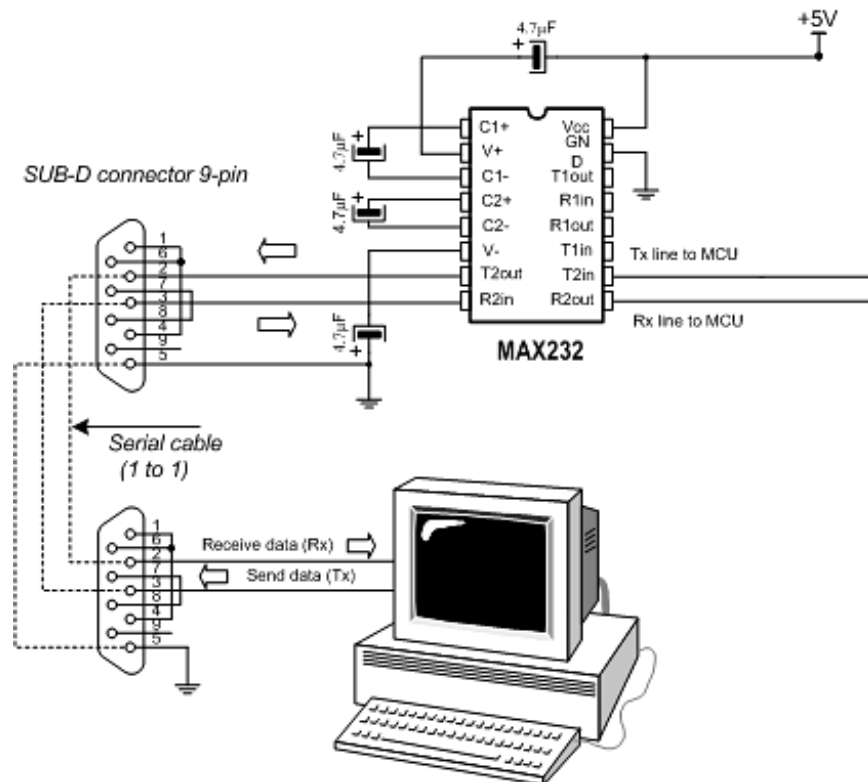 +5V
4.7µF
+
C1+
V+
C1-
C2+
C2-
V-
T2out
R2in
Vcc
GN
D
T1out
R1in
R1out
T1in
T2in
R2out
MAX232
+
4.7µF
+
4.7µF
4.7µF
+
Tx line to MCU
Rx line to MCU
SUB-D connector 9-pin
1
6
2
7
3
8
4
9
5
Serial cable
(1 to 1)
1
6
2
7
3
8
4
9
5
Receive data (Rx)
Send data (Tx)